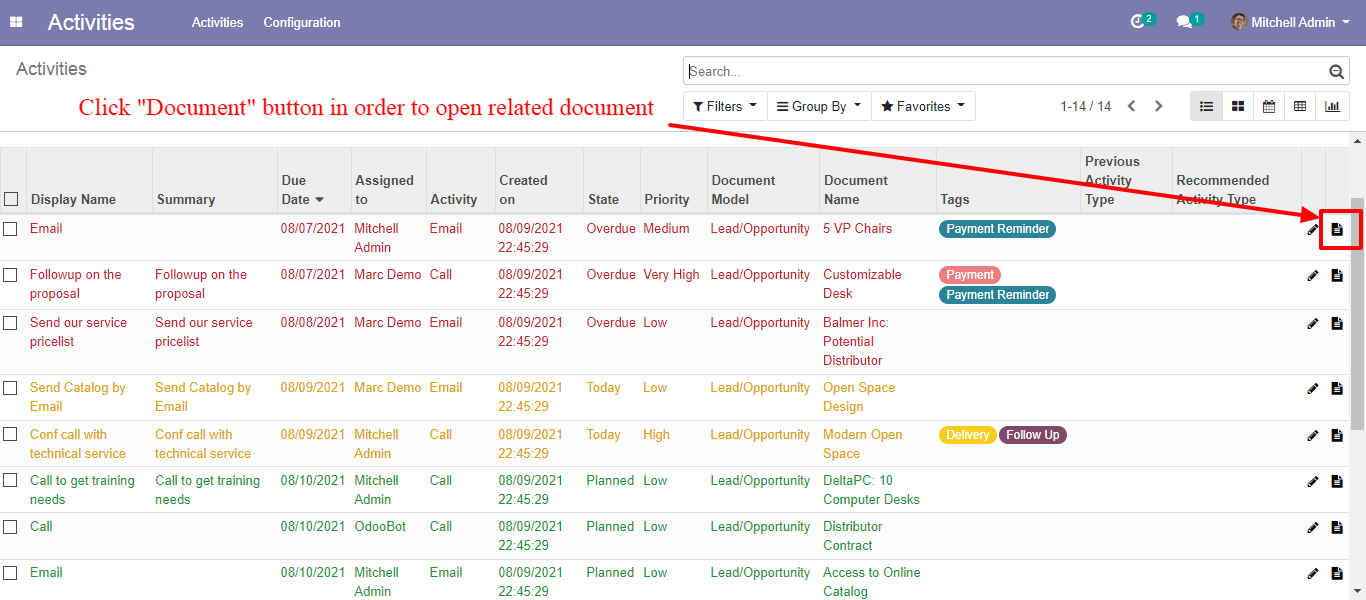 Activities Activities Configuration 2 1 Mitchell Admin
Activities
Search...
Click "Document" button in order to open related document
Filters Group By Favorites 1-14 / 14
Display Name Summary Due Date Assigned to Activity Created on State Priority Document Model Document Name Tags Previous Activity Type Recommended Activity Type
Email 08/07/2021 Mitchell Admin Email 08/09/2021 22:45:29 Overdue Medium Lead/Opportunity 5 VP Chairs Payment Reminder
Followup on the proposal Followup on the proposal 08/07/2021 Marc Demo Call 08/09/2021 22:45:29 Overdue Very High Lead/Opportunity Customizable Desk Payment Payment Reminder
Send our service pricelist Send our service pricelist 08/08/2021 Marc Demo Email 08/09/2021 22:45:29 Overdue Low Lead/Opportunity Balmer Inc: Potential Distributor
Send Catalog by Email Send Catalog by Email 08/09/2021 Marc Demo Email 08/09/2021 22:45:29 Today Low Lead/Opportunity Open Space Design
Conf call with technical service Conf call with technical service 08/09/2021 Mitchell Admin Call 08/09/2021 22:45:29 Today High Lead/Opportunity Modern Open Space Delivery Follow Up
Call to get training needs Call to get training needs 08/10/2021 Mitchell Admin Call 08/09/2021 22:45:29 Planned Low Lead/Opportunity DeltaPC: 10 Computer Desks
Call 08/10/2021 OdooBot Call 08/09/2021 22:45:29 Planned Low Lead/Opportunity Distributor Contract
Email 08/10/2021 Mitchell Admin Email 08/09/2021 22:45:29 Planned Low Lead/Opportunity Access to Online Catalog